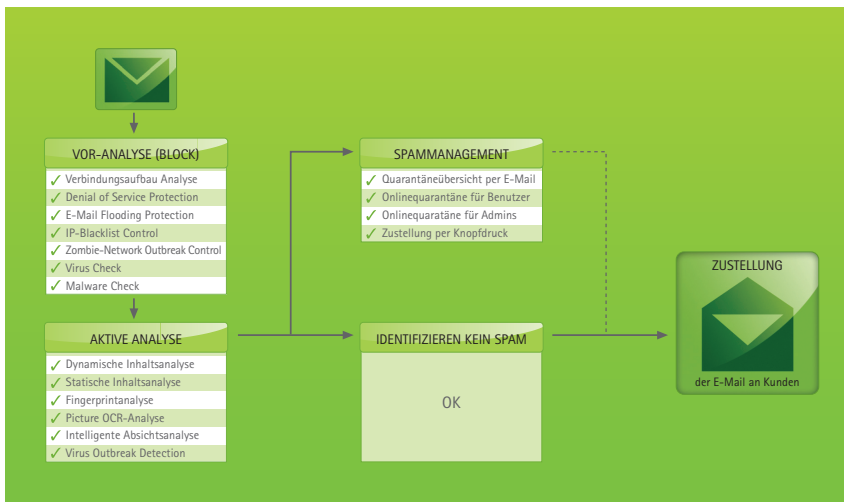 VOR-ANALYSE (BLOCK)
Verbindungsaufbau Analyse
Denial of Service Protection
E-Mail Flooding Protection
IP-Blacklist Control
Zombie-Network Outbreak Control
Virus Check
Malware Check
AKTIVE ANALYSE
Dynamische Inhaltsanalyse
Statische Inhaltsanalyse
Fingerprintanalyse
Picture OCR-Analyse
Intelligente Absichtsanalyse
Virus Outbreak Detection
SPAMMANAGEMENT
Quarantäneübersicht per E-Mail
Onlinequarantäne für Benutzer
Onlinequaratäne für Admins
Zustellung per Knopfdruck
IDENTIFIZIEREN KEIN SPAM
OK
ZUSTELLUNG
der E-Mail an Kunden